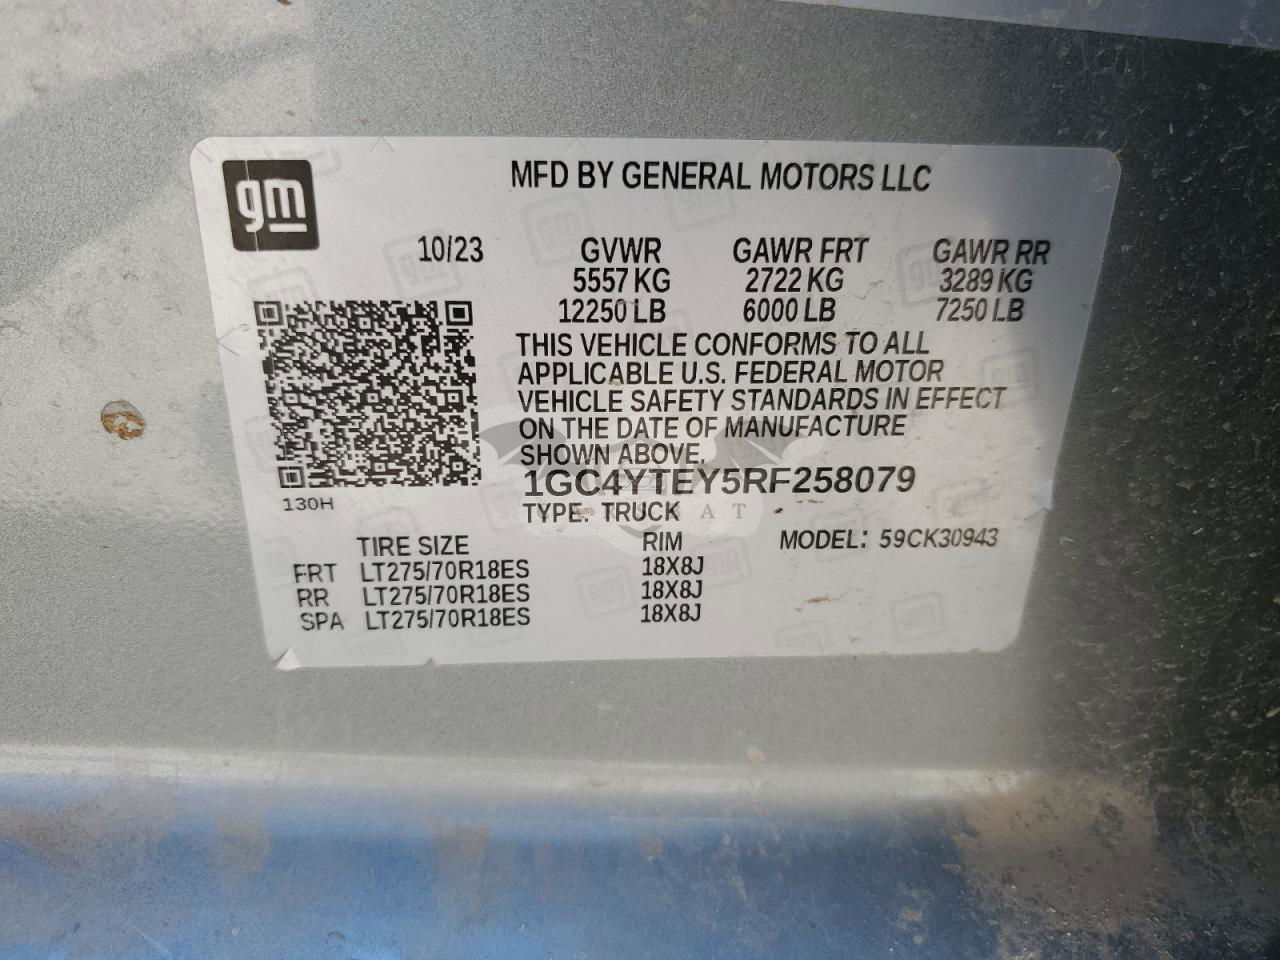 gm
MFD BY GENERAL MOTORS LLC
10/23 GVWR GAWR FRT GAWR RR
5557 KG 2722 KG 3289 KG
12250 LB 6000 LB 7250 LB
THIS VEHICLE CONFORMS TO ALL
APPLICABLE U.S. FEDERAL MOTOR
VEHICLE SAFETY STANDARDS IN EFFECT
ON THE DATE OF MANUFACTURE
SHOWN ABOVE.
1GC4YTEY5RF258079
130H
TYPE: TRUCK
TIRE SIZE RIM MODEL: 59CK30943
FRT LT275/70R18ES 18X8J
RR LT275/70R18ES 18X8J
SPA LT275/70R18ES 18X8J